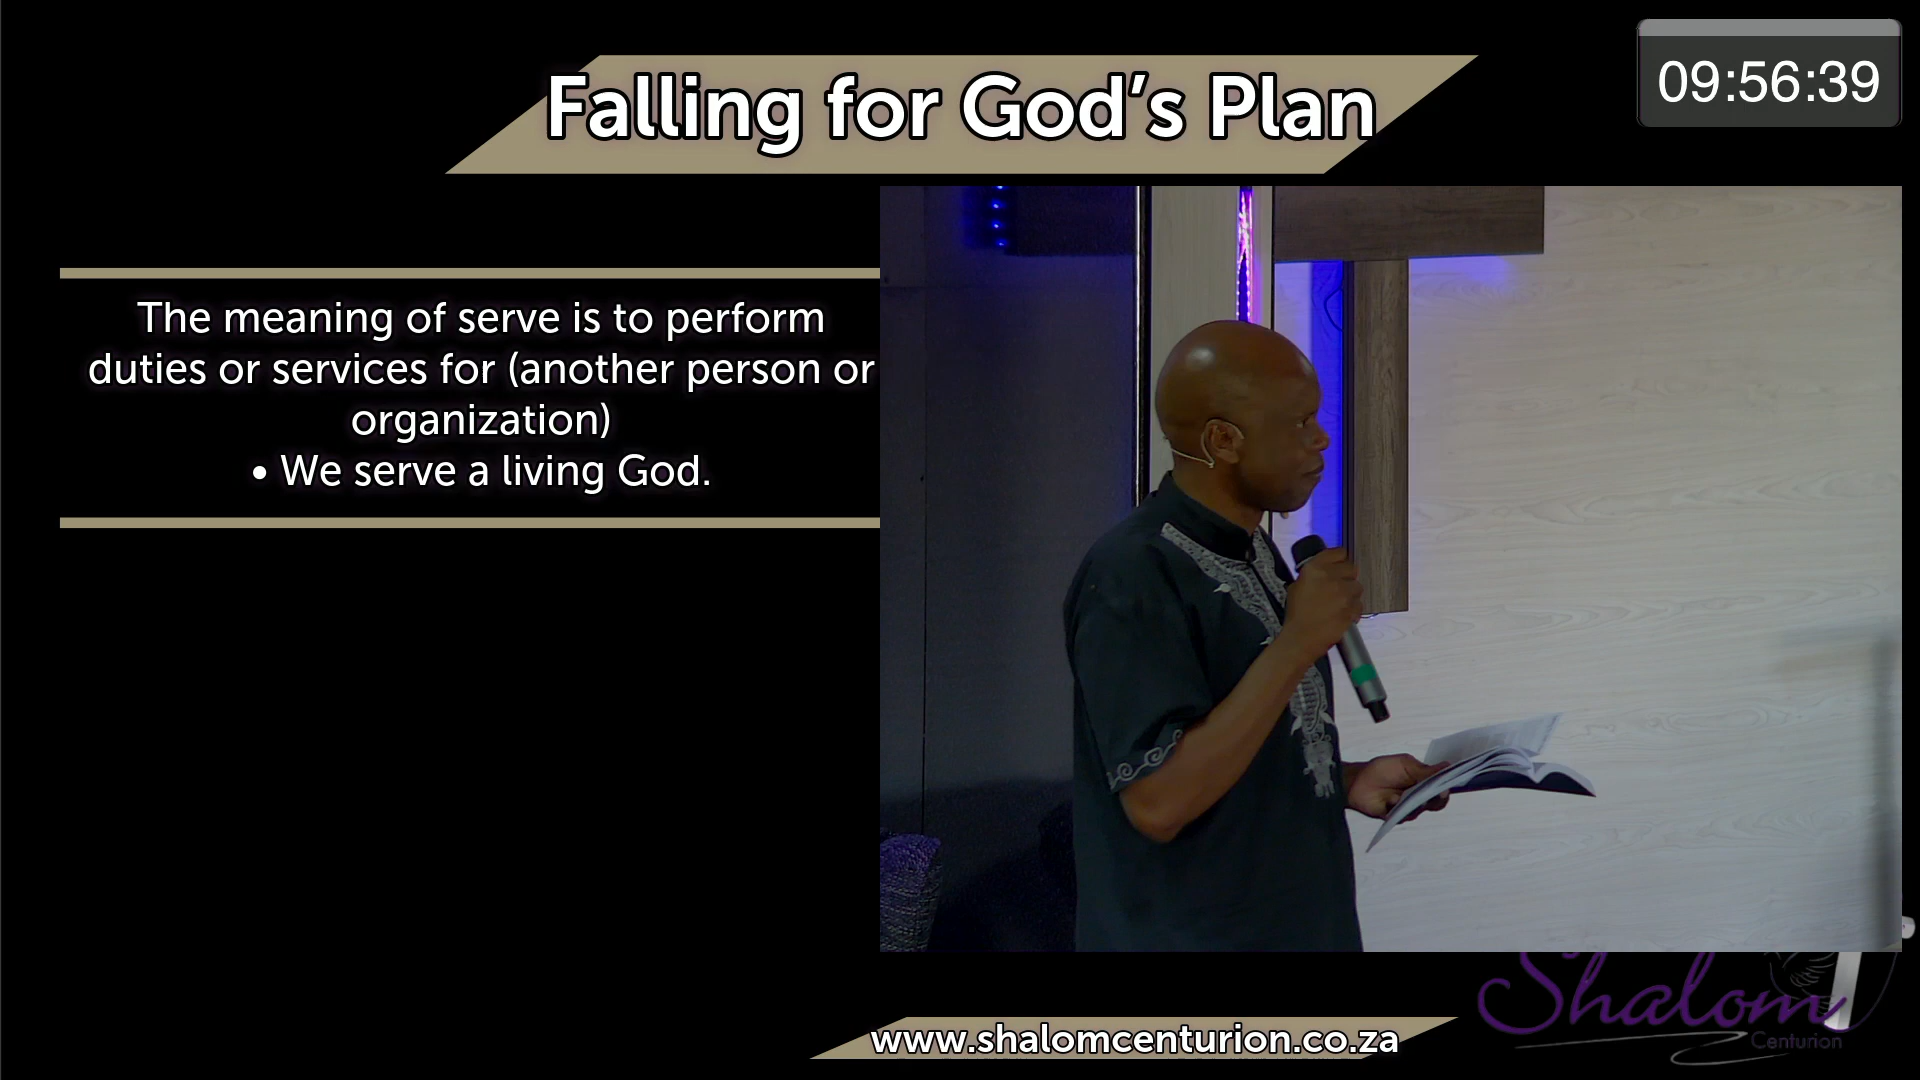 Falling for God's Plan
09:56:39
The meaning of serve is to perform
duties or services for (another person or
organization)
• We serve a living God.
www.shalomcenturion.co.za
Shalom
Centurion